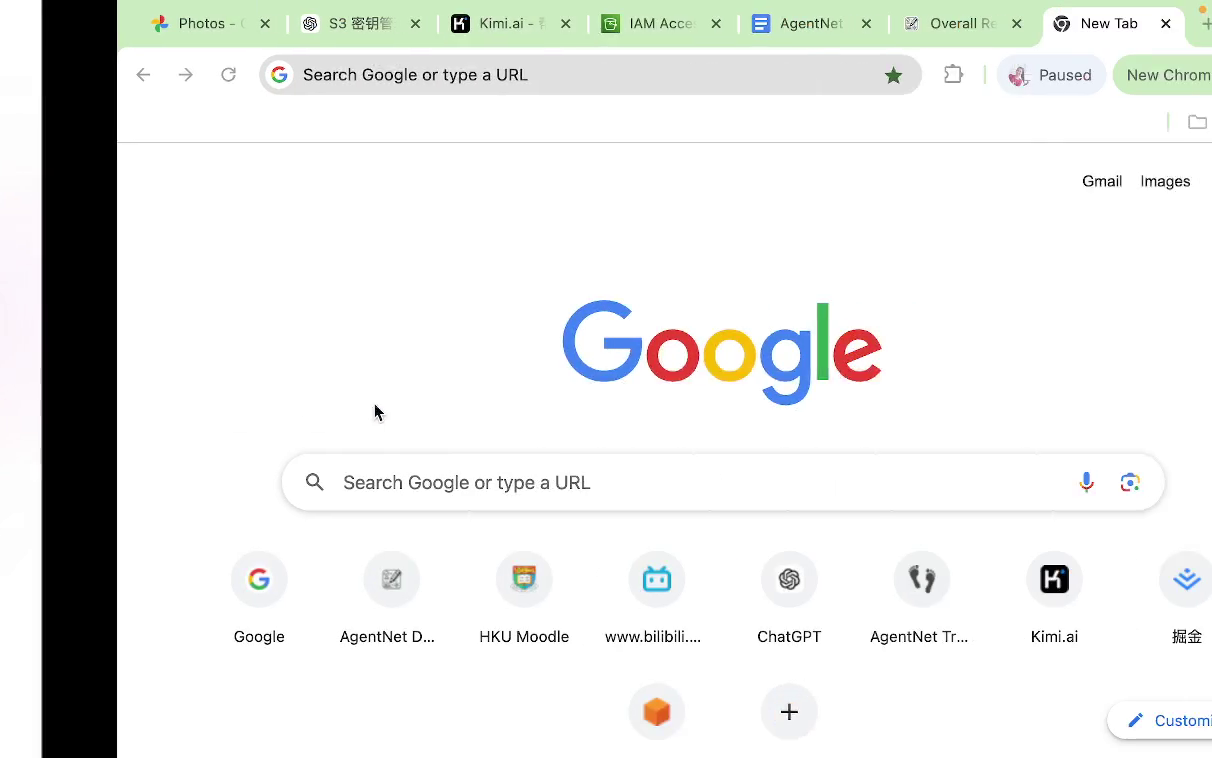 Photos – G
S3 密钥管
Kimi.ai - 帮
IAM Acce
AgentNet
Overall Re
New Tab
Search Google or type a URL
Paused
New Chrom
Gmail
Images
Google
Search Google or type a URL
Google
AgentNet D...
HKU Moodle
www.bilibili....
ChatGPT
AgentNet Tr...
Kimi.ai
掘金
Customi